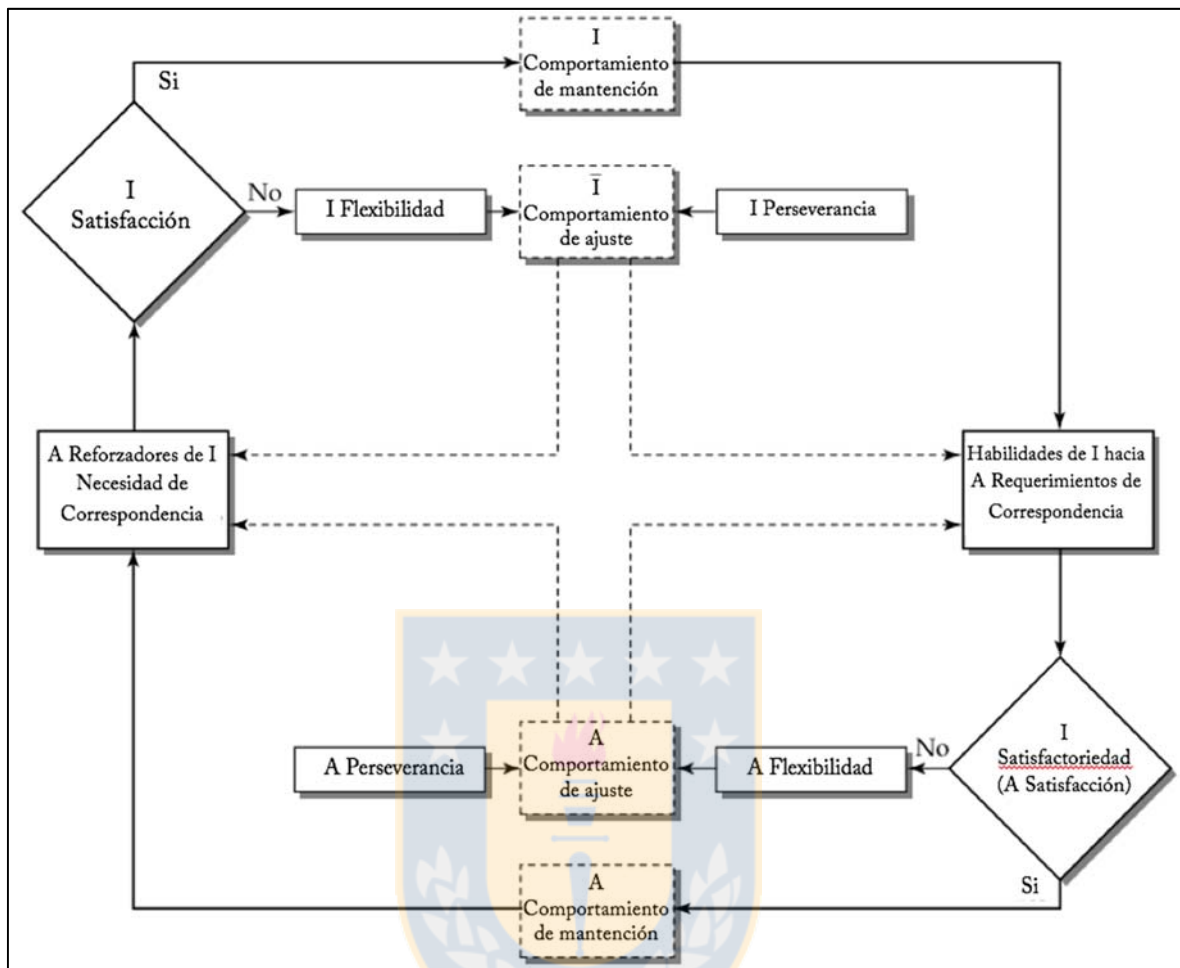 I
Comportamiento
de mantención
Si
I
Satisfacción
No
I Flexibilidad
Ī
Comportamiento
de ajuste
I Perseverancia
A Reforzadores de I
Necesidad de
Correspondencia
Habilidades de I hacia
A Requerimientos de
Correspondencia
A Perseverancia
A
Comportamiento
de ajuste
A Flexibilidad
No
I
Satisfactoriedad
(A Satisfacción)
Si
A
Comportamiento
de mantención